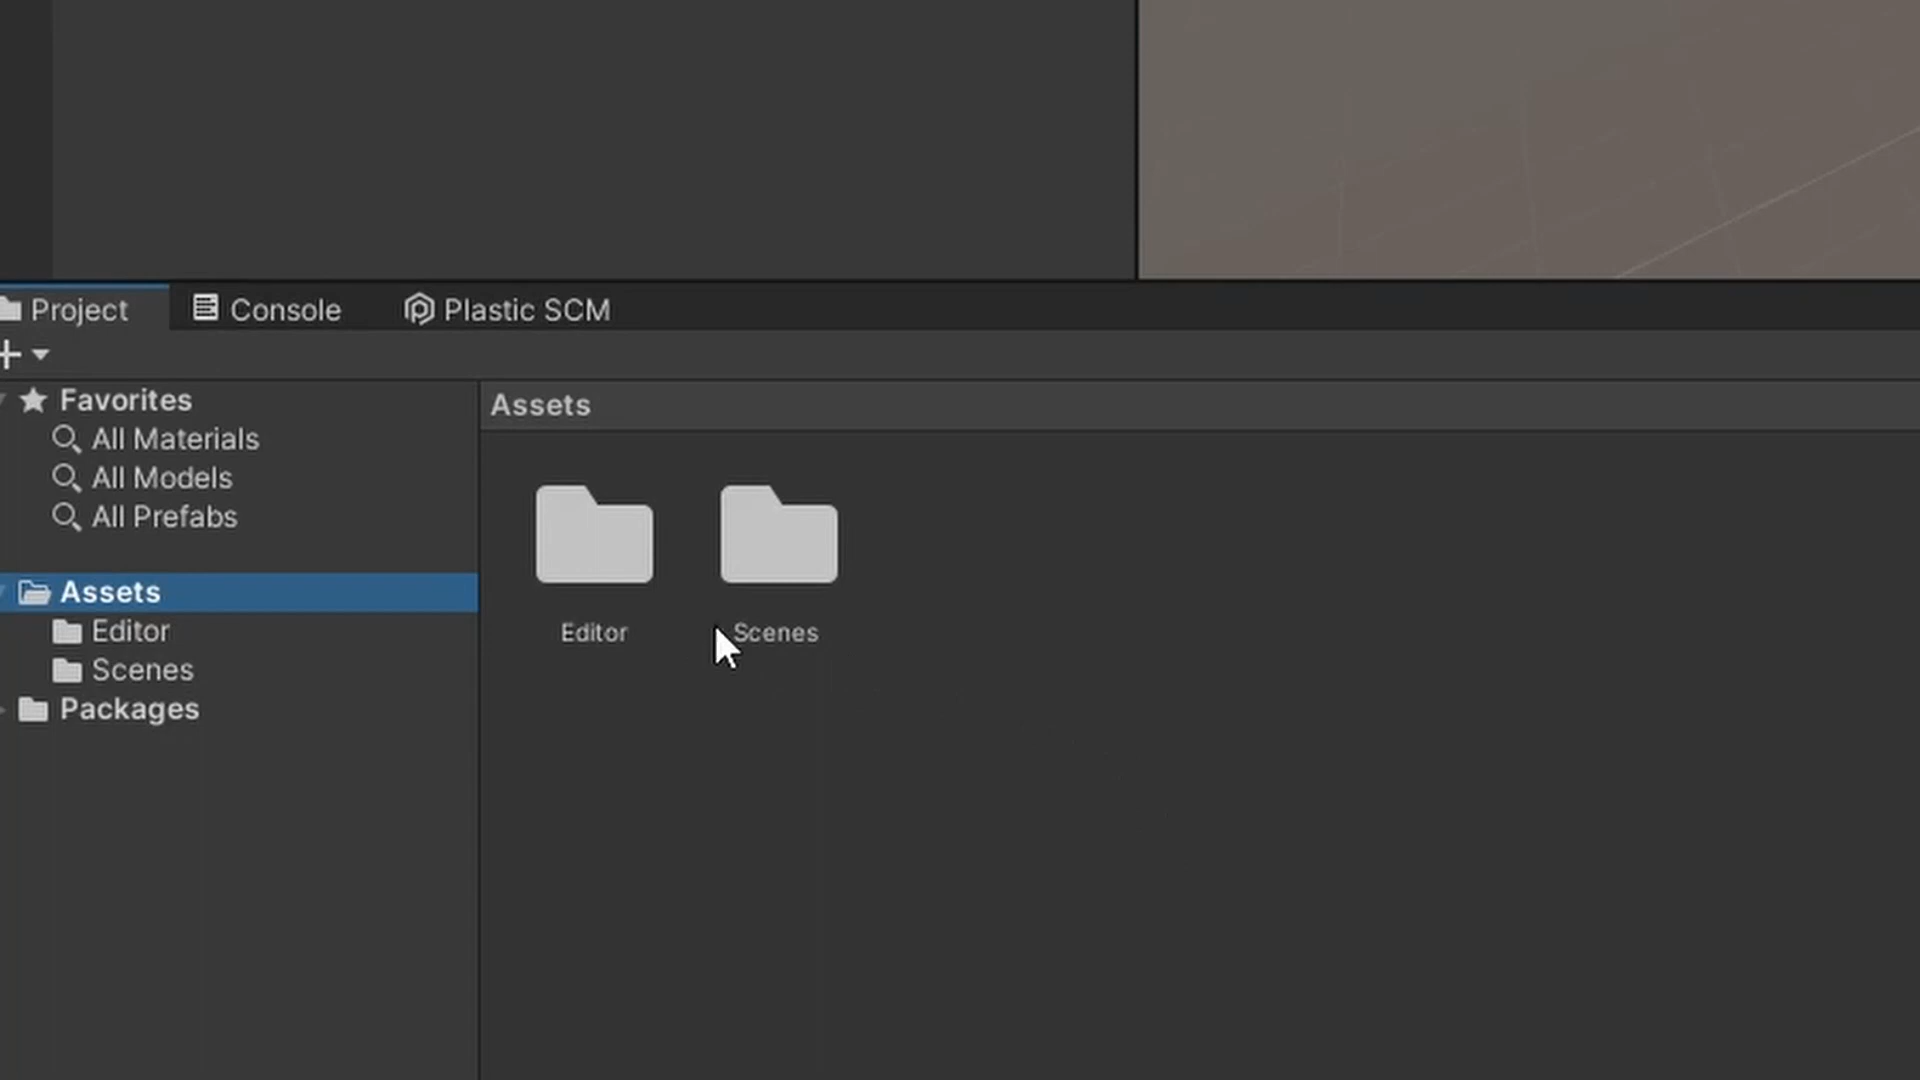 Project Console Plastic SCM
Favorites
All Materials
All Models
All Prefabs
Assets
Editor
Scenes
Packages
Assets
Editor Scenes